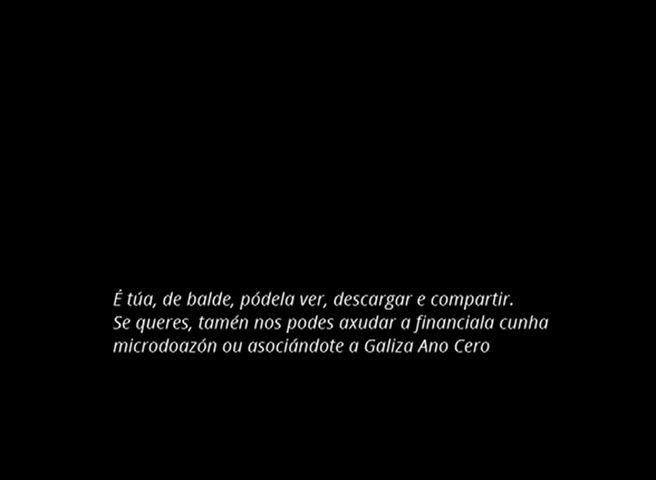 É túa, de balde, pódela ver, descargar e compartir.
Se queres, tamén nos podes axudar a financiala cunha
microdoazón ou asociándote a Galiza Ano Cero